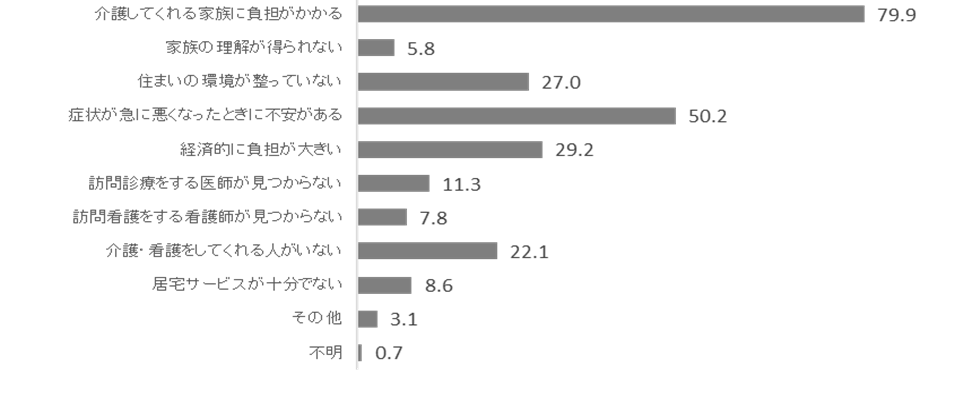 介護してくれる家族に負担がかかる 79.9
家族の理解が得られない 5.8
住まいの環境が整っていない 27.0
症状が急に悪くなったときに不安がある 50.2
経済的に負担が大きい 29.2
訪問診療をする医師が見つからない 11.3
訪問看護をする看護師が見つからない 7.8
介護・看護をしてくれる人がいない 22.1
居宅サービスが十分でない 8.6
その他 3.1
不明 0.7